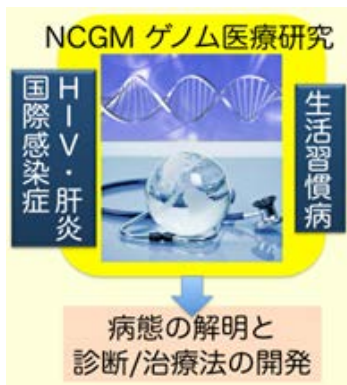 NCGM ゲノム医療研究
HIV・肝炎
国際感染症
生活習慣病
病態の解明と
診断/治療法の開発